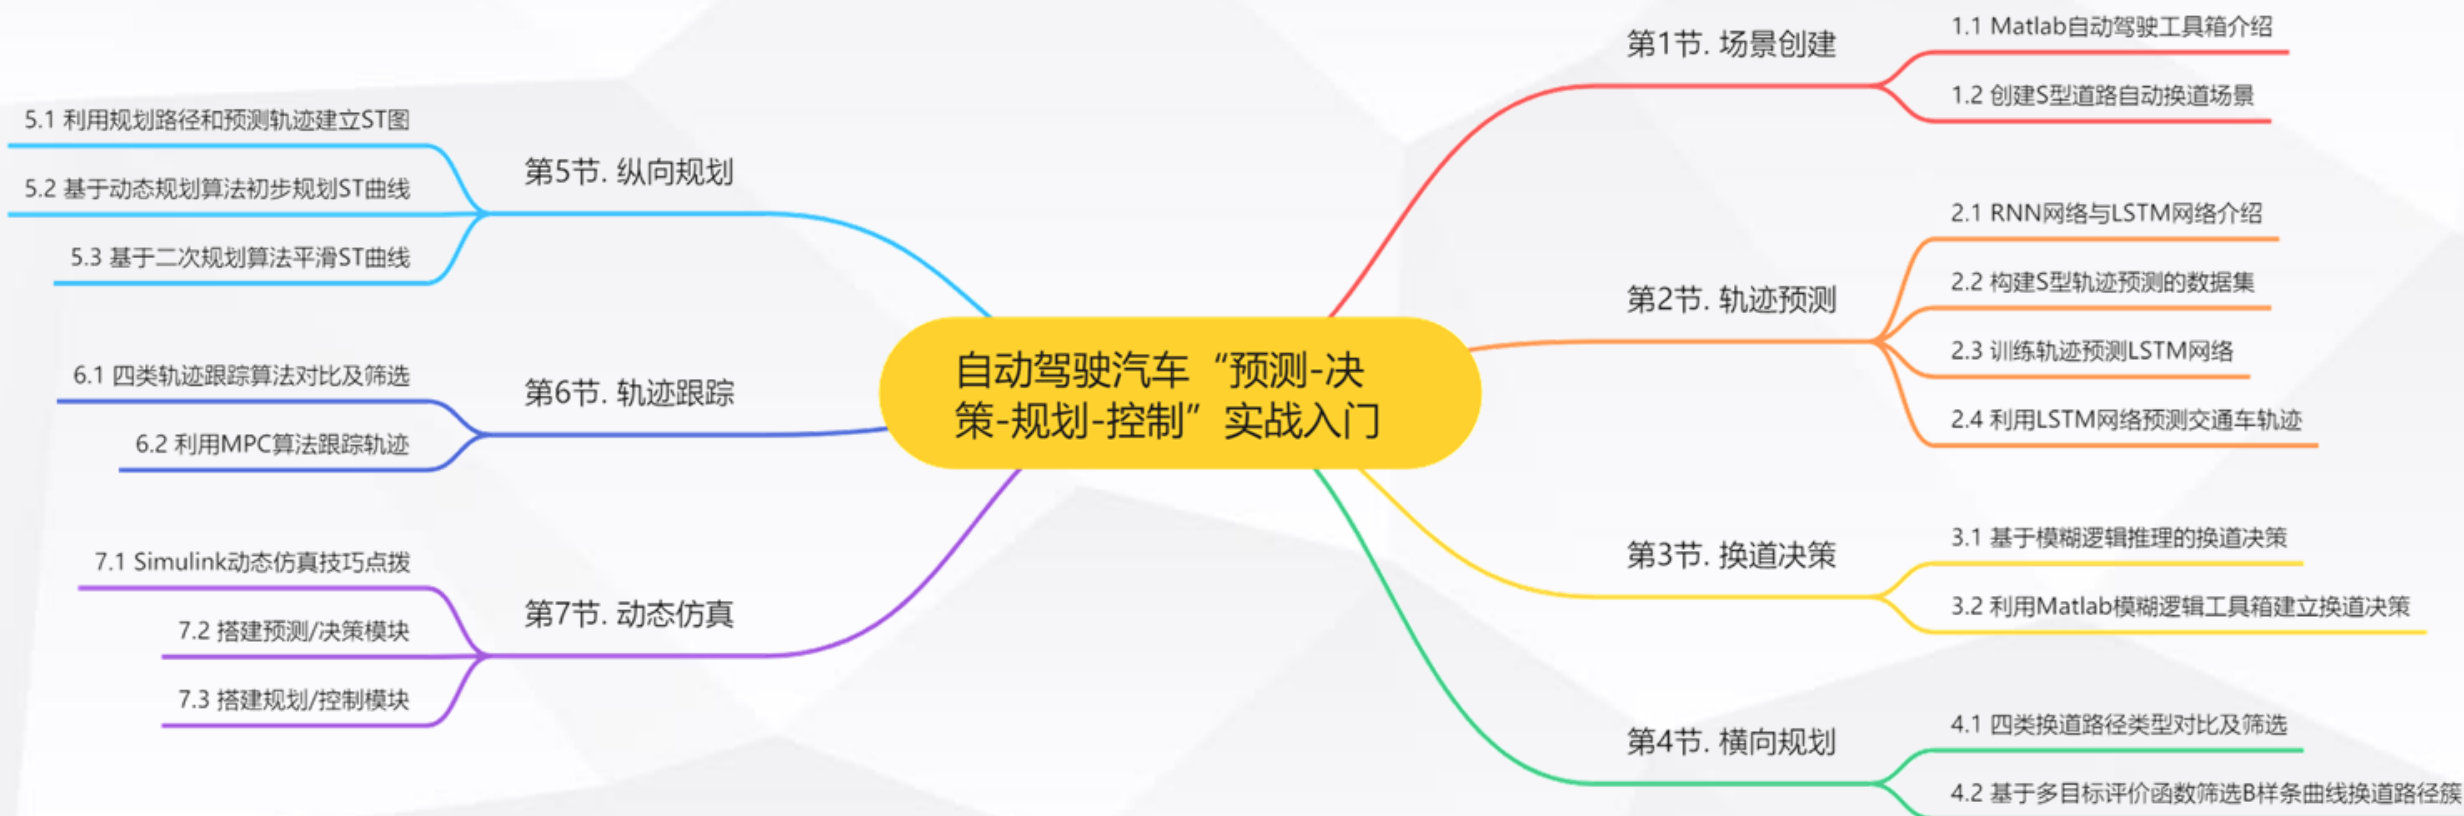 自动驾驶汽车“预测-决
策-规划-控制”实战入门
第1节. 场景创建
1.1 Matlab自动驾驶工具箱介绍
1.2 创建S型道路自动换道场景
第2节. 轨迹预测
2.1 RNN网络与LSTM网络介绍
2.2 构建S型轨迹预测的数据集
2.3 训练轨迹预测LSTM网络
2.4 利用LSTM网络预测交通车轨迹
第3节. 换道决策
3.1 基于模糊逻辑推理的换道决策
3.2 利用Matlab模糊逻辑工具箱建立换道决策
第4节. 横向规划
4.1 四类换道路径类型对比及筛选
4.2 基于多目标评价函数筛选B样条曲线换道路径簇
第5节. 纵向规划
5.1 利用规划路径和预测轨迹建立ST图
5.2 基于动态规划算法初步规划ST曲线
5.3 基于二次规划算法平滑ST曲线
第6节. 轨迹跟踪
6.1 四类轨迹跟踪算法对比及筛选
6.2 利用MPC算法跟踪轨迹
第7节. 动态仿真
7.1 Simulink动态仿真技巧点拨
7.2 搭建预测/决策模块
7.3 搭建规划/控制模块